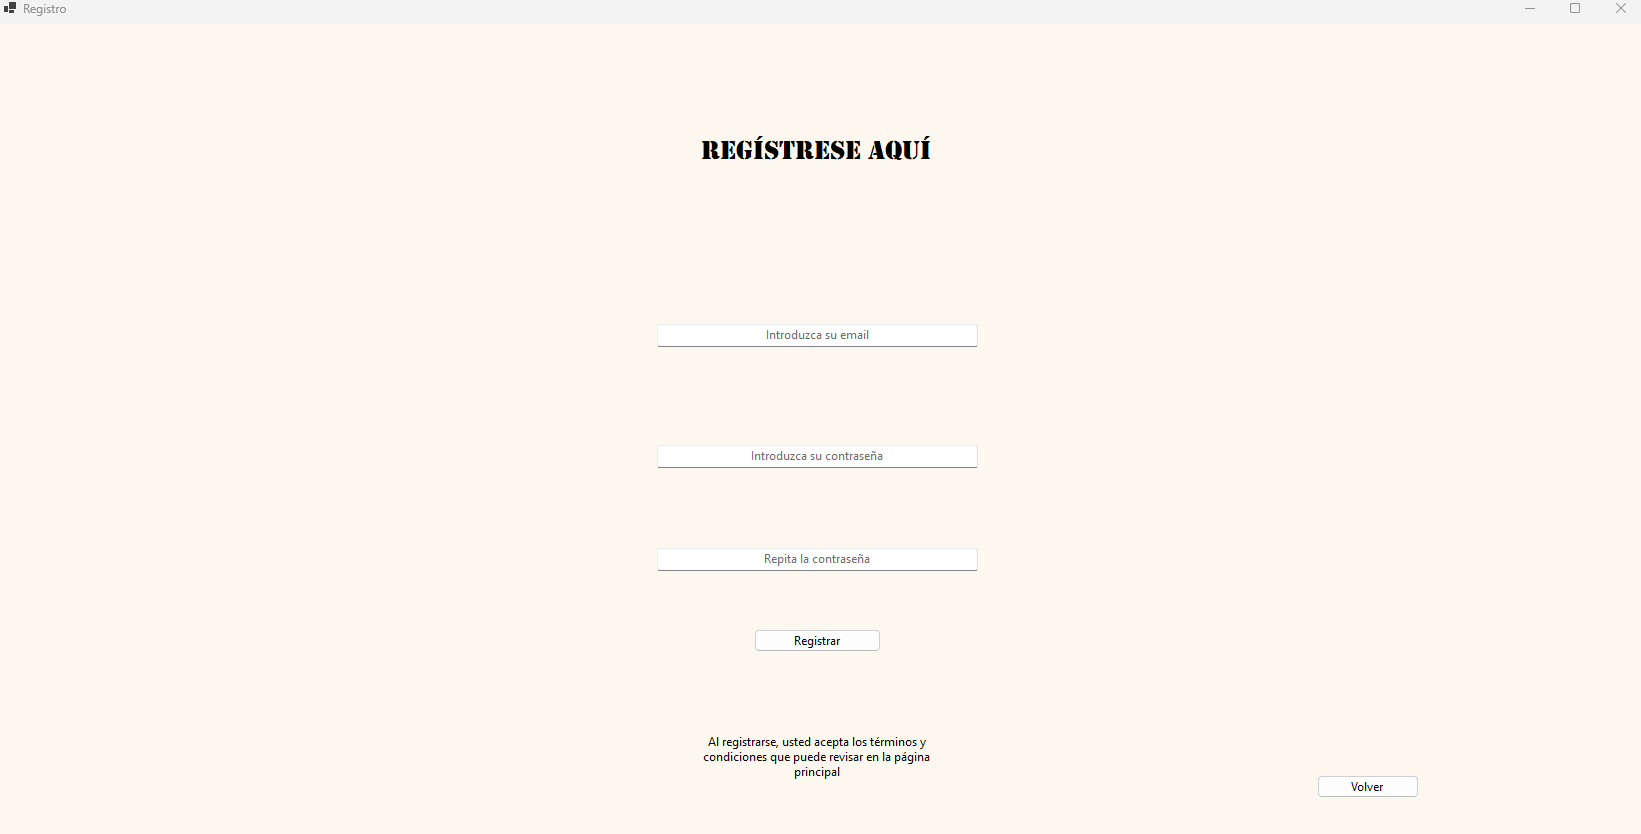 Registro
REGÍSTRESE AQUÍ
Introduzca su email
Introduzca su contraseña
Repita la contraseña
Registrar
Al registrarse, usted acepta los términos y
condiciones que puede revisar en la página
principal
Volver